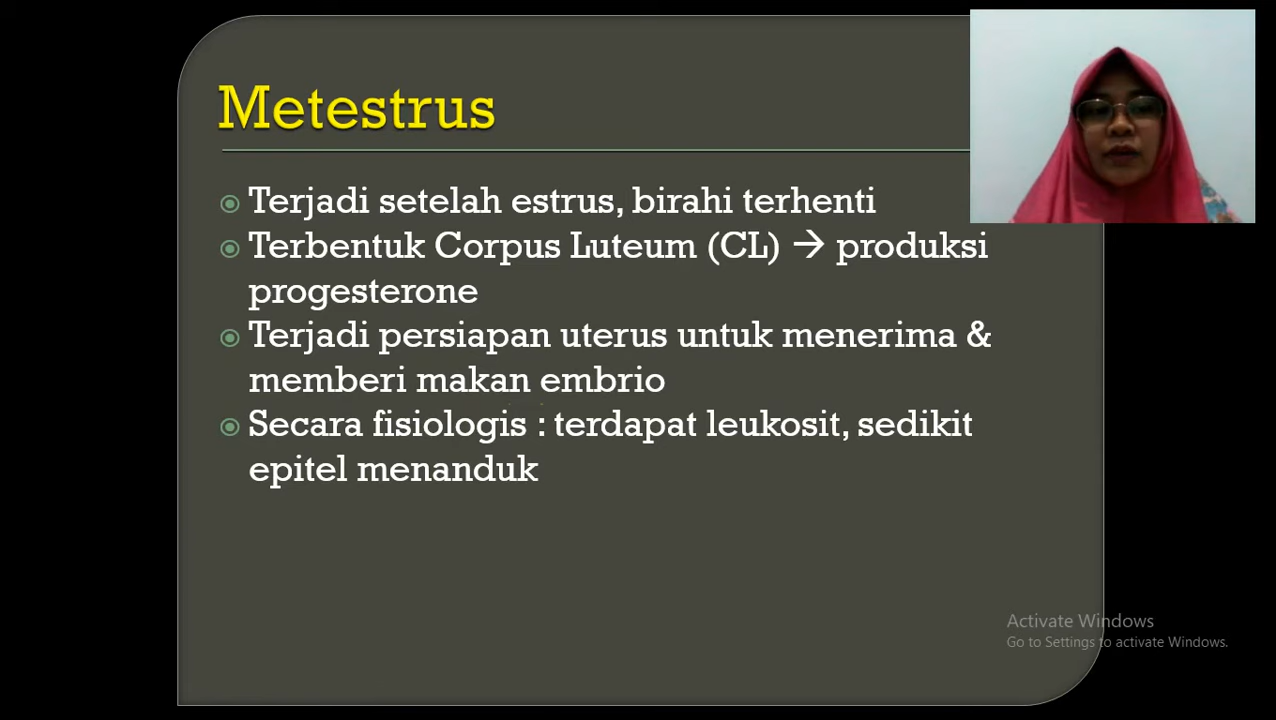 Metestrus
Terjadi setelah estrus, birahi terhenti
Terbentuk Corpus Luteum (CL) → produksi
progesterone
Terjadi persiapan uterus untuk menerima &
memberi makan embrio
Secara fisiologis : terdapat leukosit, sedikit
epitel menanduk
Activate Windows
Go to Settings to activate Windows.